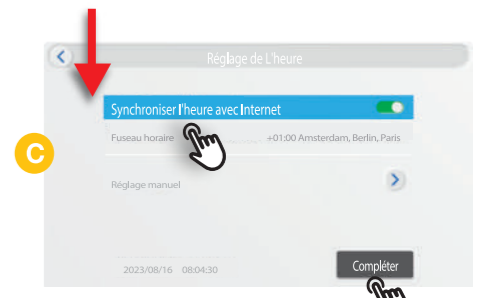 Réglage de L'heure
Synchroniser l'heure avec Internet
Fuseau horaire +01:00 Amsterdam, Berlin, Paris
C
Réglage manuel
2023/08/16 08:04:30 Compléter